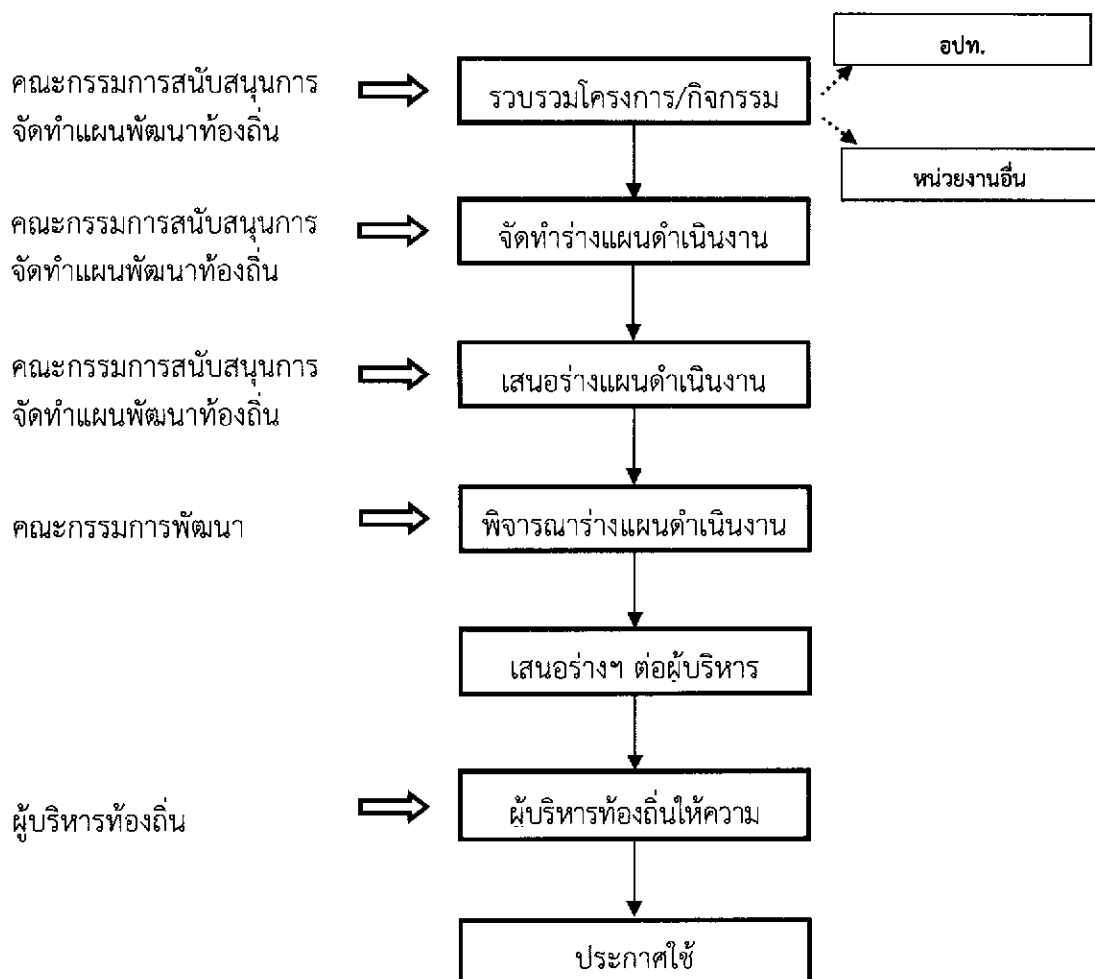 อปท.
คณะกรรมการสนับสนุนการ
จัดทำแผนพัฒนาท้องถิ่น
รวบรวมโครงการ/กิจกรรม
หน่วยงานอื่น
คณะกรรมการสนับสนุนการ
จัดทำแผนพัฒนาท้องถิ่น
จัดทำร่างแผนดำเนินงาน
คณะกรรมการสนับสนุนการ
จัดทำแผนพัฒนาท้องถิ่น
เสนอร่างแผนดำเนินงาน
คณะกรรมการพัฒนา
พิจารณาร่างแผนดำเนินงาน
เสนอร่างฯ ต่อผู้บริหาร
ผู้บริหารท้องถิ่น
ผู้บริหารท้องถิ่นให้ความ
ประกาศใช้